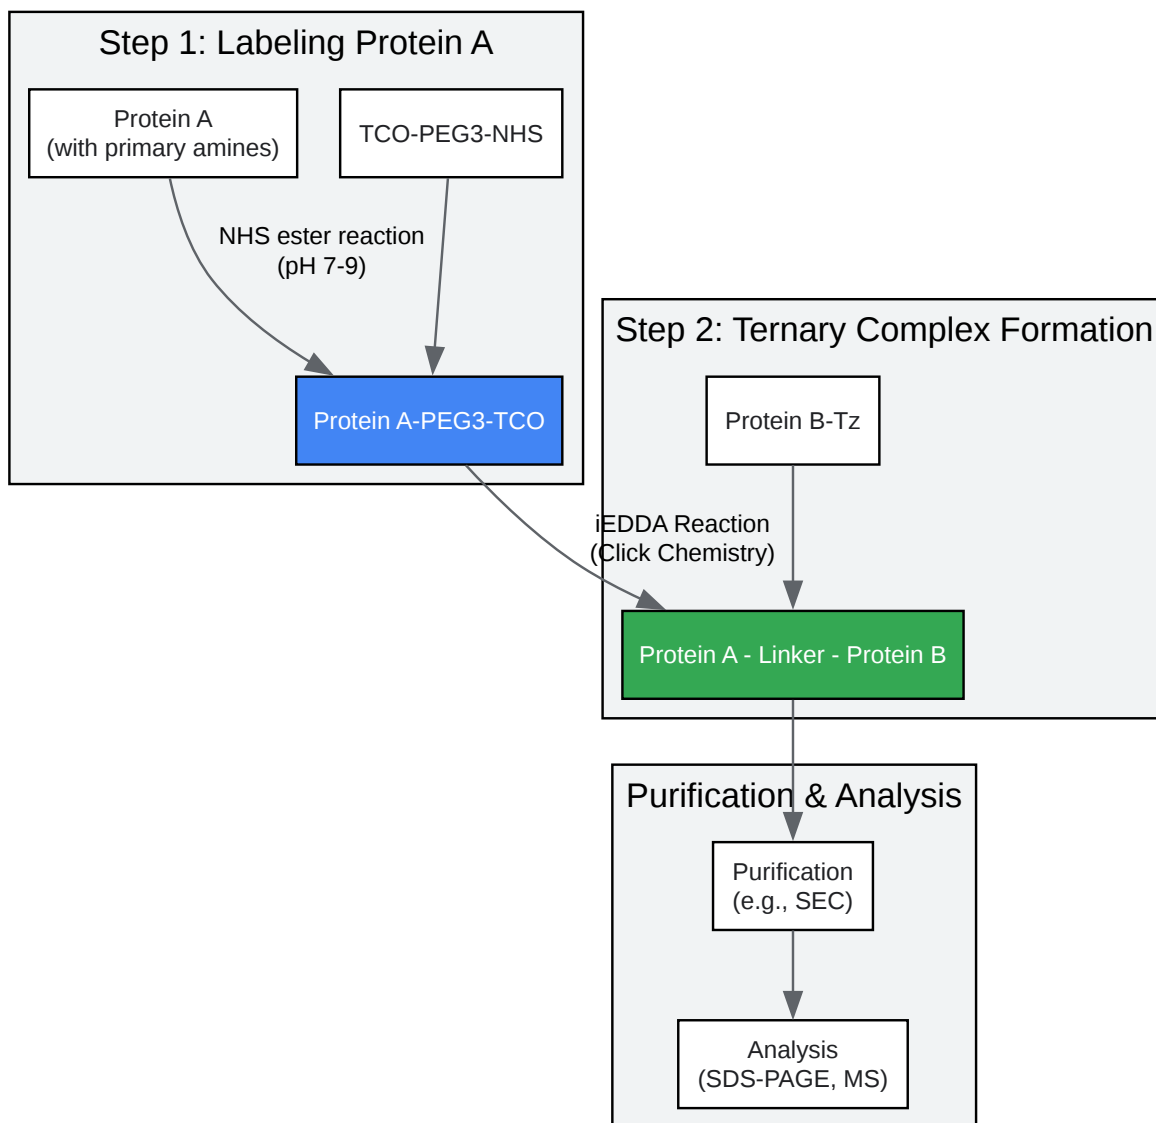 Step 1: Labeling Protein A
Protein A
(with primary amines)
TCO-PEG3-NHS
NHS ester reaction
(pH 7-9)
Protein A-PEG3-TCO
Step 2: Ternary Complex Formation
Protein B-Tz
iEDDA Reaction
(Click Chemistry)
Protein A - Linker - Protein B
Purification & Analysis
Purification
(e.g., SEC)
Analysis
(SDS-PAGE, MS)